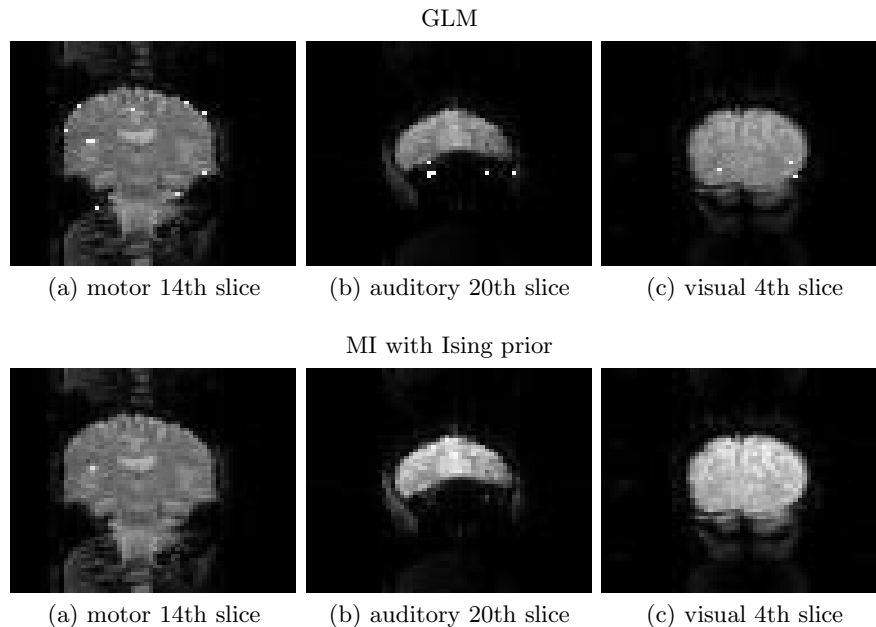 GLM
(a) motor 14th slice
(b) auditory 20th slice
(c) visual 4th slice
MI with Ising prior
(a) motor 14th slice
(b) auditory 20th slice
(c) visual 4th slice